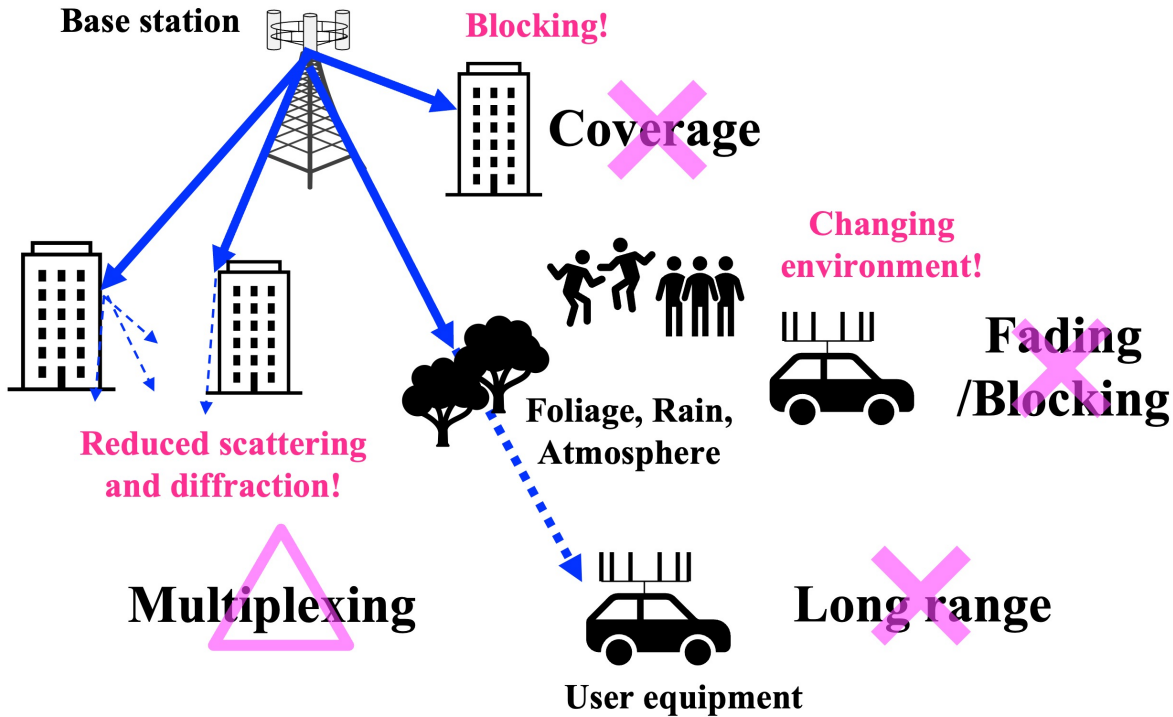 Base station
Blocking!
Coverage
Changing
environment!
Fading
/Blocking
Foliage, Rain,
Atmosphere
Reduced scattering
and diffraction!
Multiplexing
Long range
User equipment